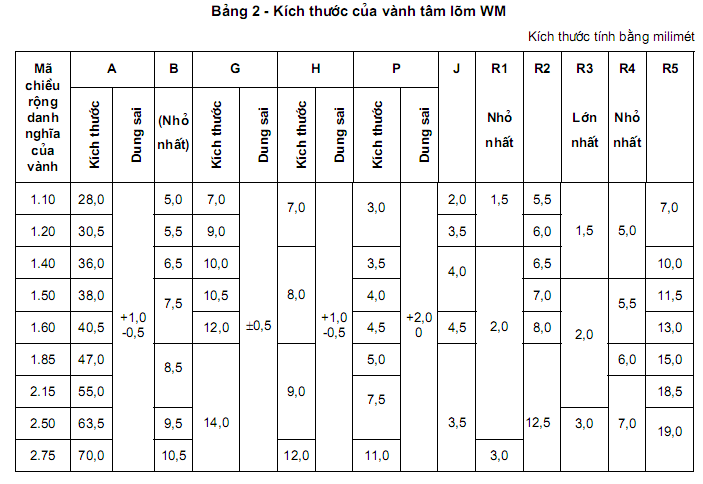 Bảng 2 - Kích thước của vành tâm lõm WM
Kích thước tính bằng milimét
Mã chiều rộng danh nghĩa của vành A B G H P J R1 R2 R3 R4 R5
Kích thước Dung sai (Nhỏ nhất) Kích thước Dung sai Kích thước Dung sai Kích thước Dung sai Nhỏ nhất Lớn nhất Nhỏ nhất
1.10 28,0 +1,0 -0,5 5,0 7,0 ±0,5 7,0 +1,0 -0,5 3,0 +2,0 0 2,0 1,5 5,5 1,5 5,0 7,0
1.20 30,5 5,5 9,0 3,5 6,0
1.40 36,0 6,5 10,0 8,0 3,5 4,0 2,0 6,5 10,0
1.50 38,0 7,5 10,5 4,0 7,0 2,0 5,5 11,5
1.60 40,5 12,0 4,5 4,5 8,0 13,0
1.85 47,0 8,5 14,0 9,0 5,0 3,5 12,5 6,0 15,0
2.15 55,0 7,5 7,0 18,5
2.50 63,5 9,5 3,0 19,0
2.75 70,0 10,5 12,0 11,0 3,0